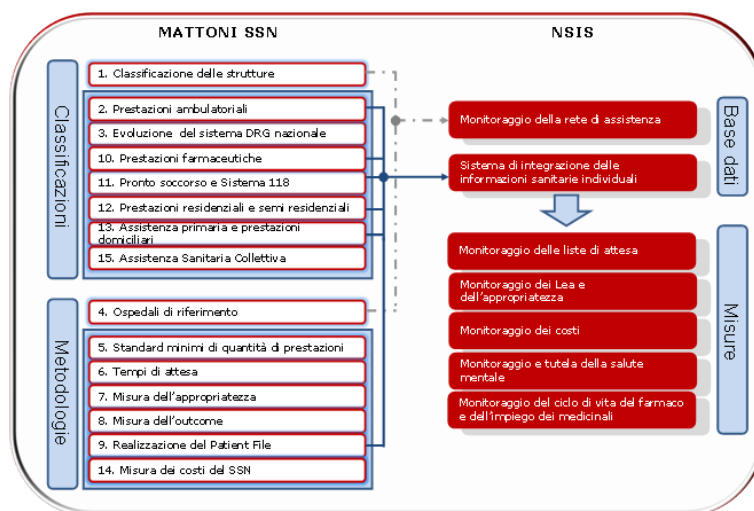 MATTONI SSN
NSIS
Classificazioni
1. Classificazione delle strutture
2. Prestazioni ambulatoriali
3. Evoluzione del sistema DRG nazionale
10. Prestazioni farmaceutiche
11. Pronto soccorso e Sistema 118
12. Prestazioni residenziali e semi residenziali
13. Assistenza primaria e prestazioni
domiciliari
15. Assistenza Sanitaria Collettiva
Metodologie
4. Ospedali di riferimento
5. Standard minimi di quantità di prestazioni
6. Tempi di attesa
7. Misura dell'appropriatezza
8. Misura dell'outcome
9. Realizzazione del Patient File
14. Misura dei costi del SSN
Monitoraggio della rete di assistenza
Sistema di integrazione delle
informazioni sanitarie individuali
Base dati
Monitoraggio delle liste di attesa
Monitoraggio dei Lea e
dell'appropriatezza
Monitoraggio dei costi
Monitoraggio e tutela della salute
mentale
Monitoraggio del ciclo di vita del farmaco
e dell'impiego dei medicinali
Misure